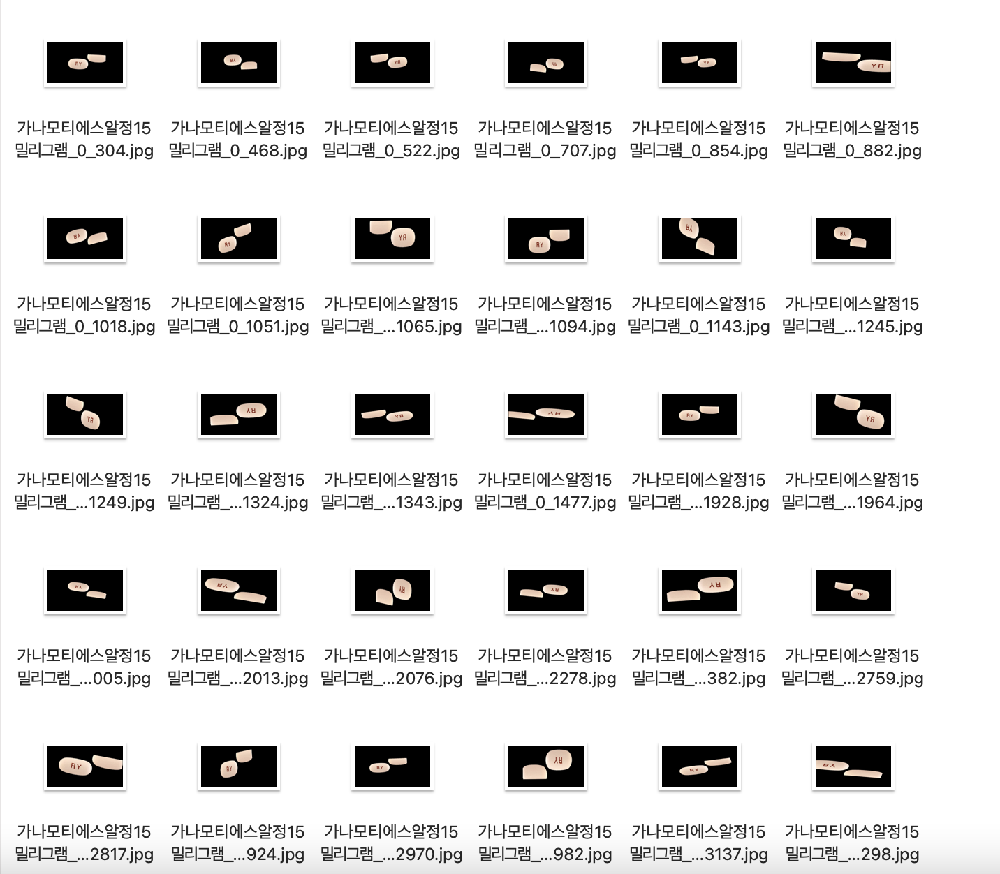 RY
RY
YR
RY
YR
YR
가나모티에스알정15 가나모티에스알정15 가나모티에스알정15 가나모티에스알정15 가나모티에스알정15 가나모티에스알정15
밀리그램_0_304.jpg 밀리그램_0_468.jpg 밀리그램_0_522.jpg 밀리그램_0_707.jpg 밀리그램_0_854.jpg 밀리그램_0_882.jpg
가나모티에스알정15 가나모티에스알정15 가나모티에스알정15 가나모티에스알정15 가나모티에스알정15 가나모티에스알정15
밀리그램_0_1018.jpg 밀리그램_0_1051.jpg 밀리그램_...1065.jpg 밀리그램_...1094.jpg 밀리그램_0_1143.jpg 밀리그램_...1245.jpg
가나모티에스알정15 가나모티에스알정15 가나모티에스알정15 가나모티에스알정15 가나모티에스알정15 가나모티에스알정15
밀리그램_...1249.jpg 밀리그램_...1324.jpg 밀리그램_...1343.jpg 밀리그램_0_1477.jpg 밀리그램_...1928.jpg 밀리그램_...1964.jpg
가나모티에스알정15 가나모티에스알정15 가나모티에스알정15 가나모티에스알정15 가나모티에스알정15 가나모티에스알정15
밀리그램_...005.jpg 밀리그램_...2013.jpg 밀리그램_...2076.jpg 밀리그램_...2278.jpg 밀리그램_...382.jpg 밀리그램_...2759.jpg
가나모티에스알정15 가나모티에스알정15 가나모티에스알정15 가나모티에스알정15 가나모티에스알정15 가나모티에스알정15
밀리그램_...2817.jpg 밀리그램_...924.jpg 밀리그램_...2970.jpg 밀리그램_...982.jpg 밀리그램_...3137.jpg 밀리그램_...298.jpg